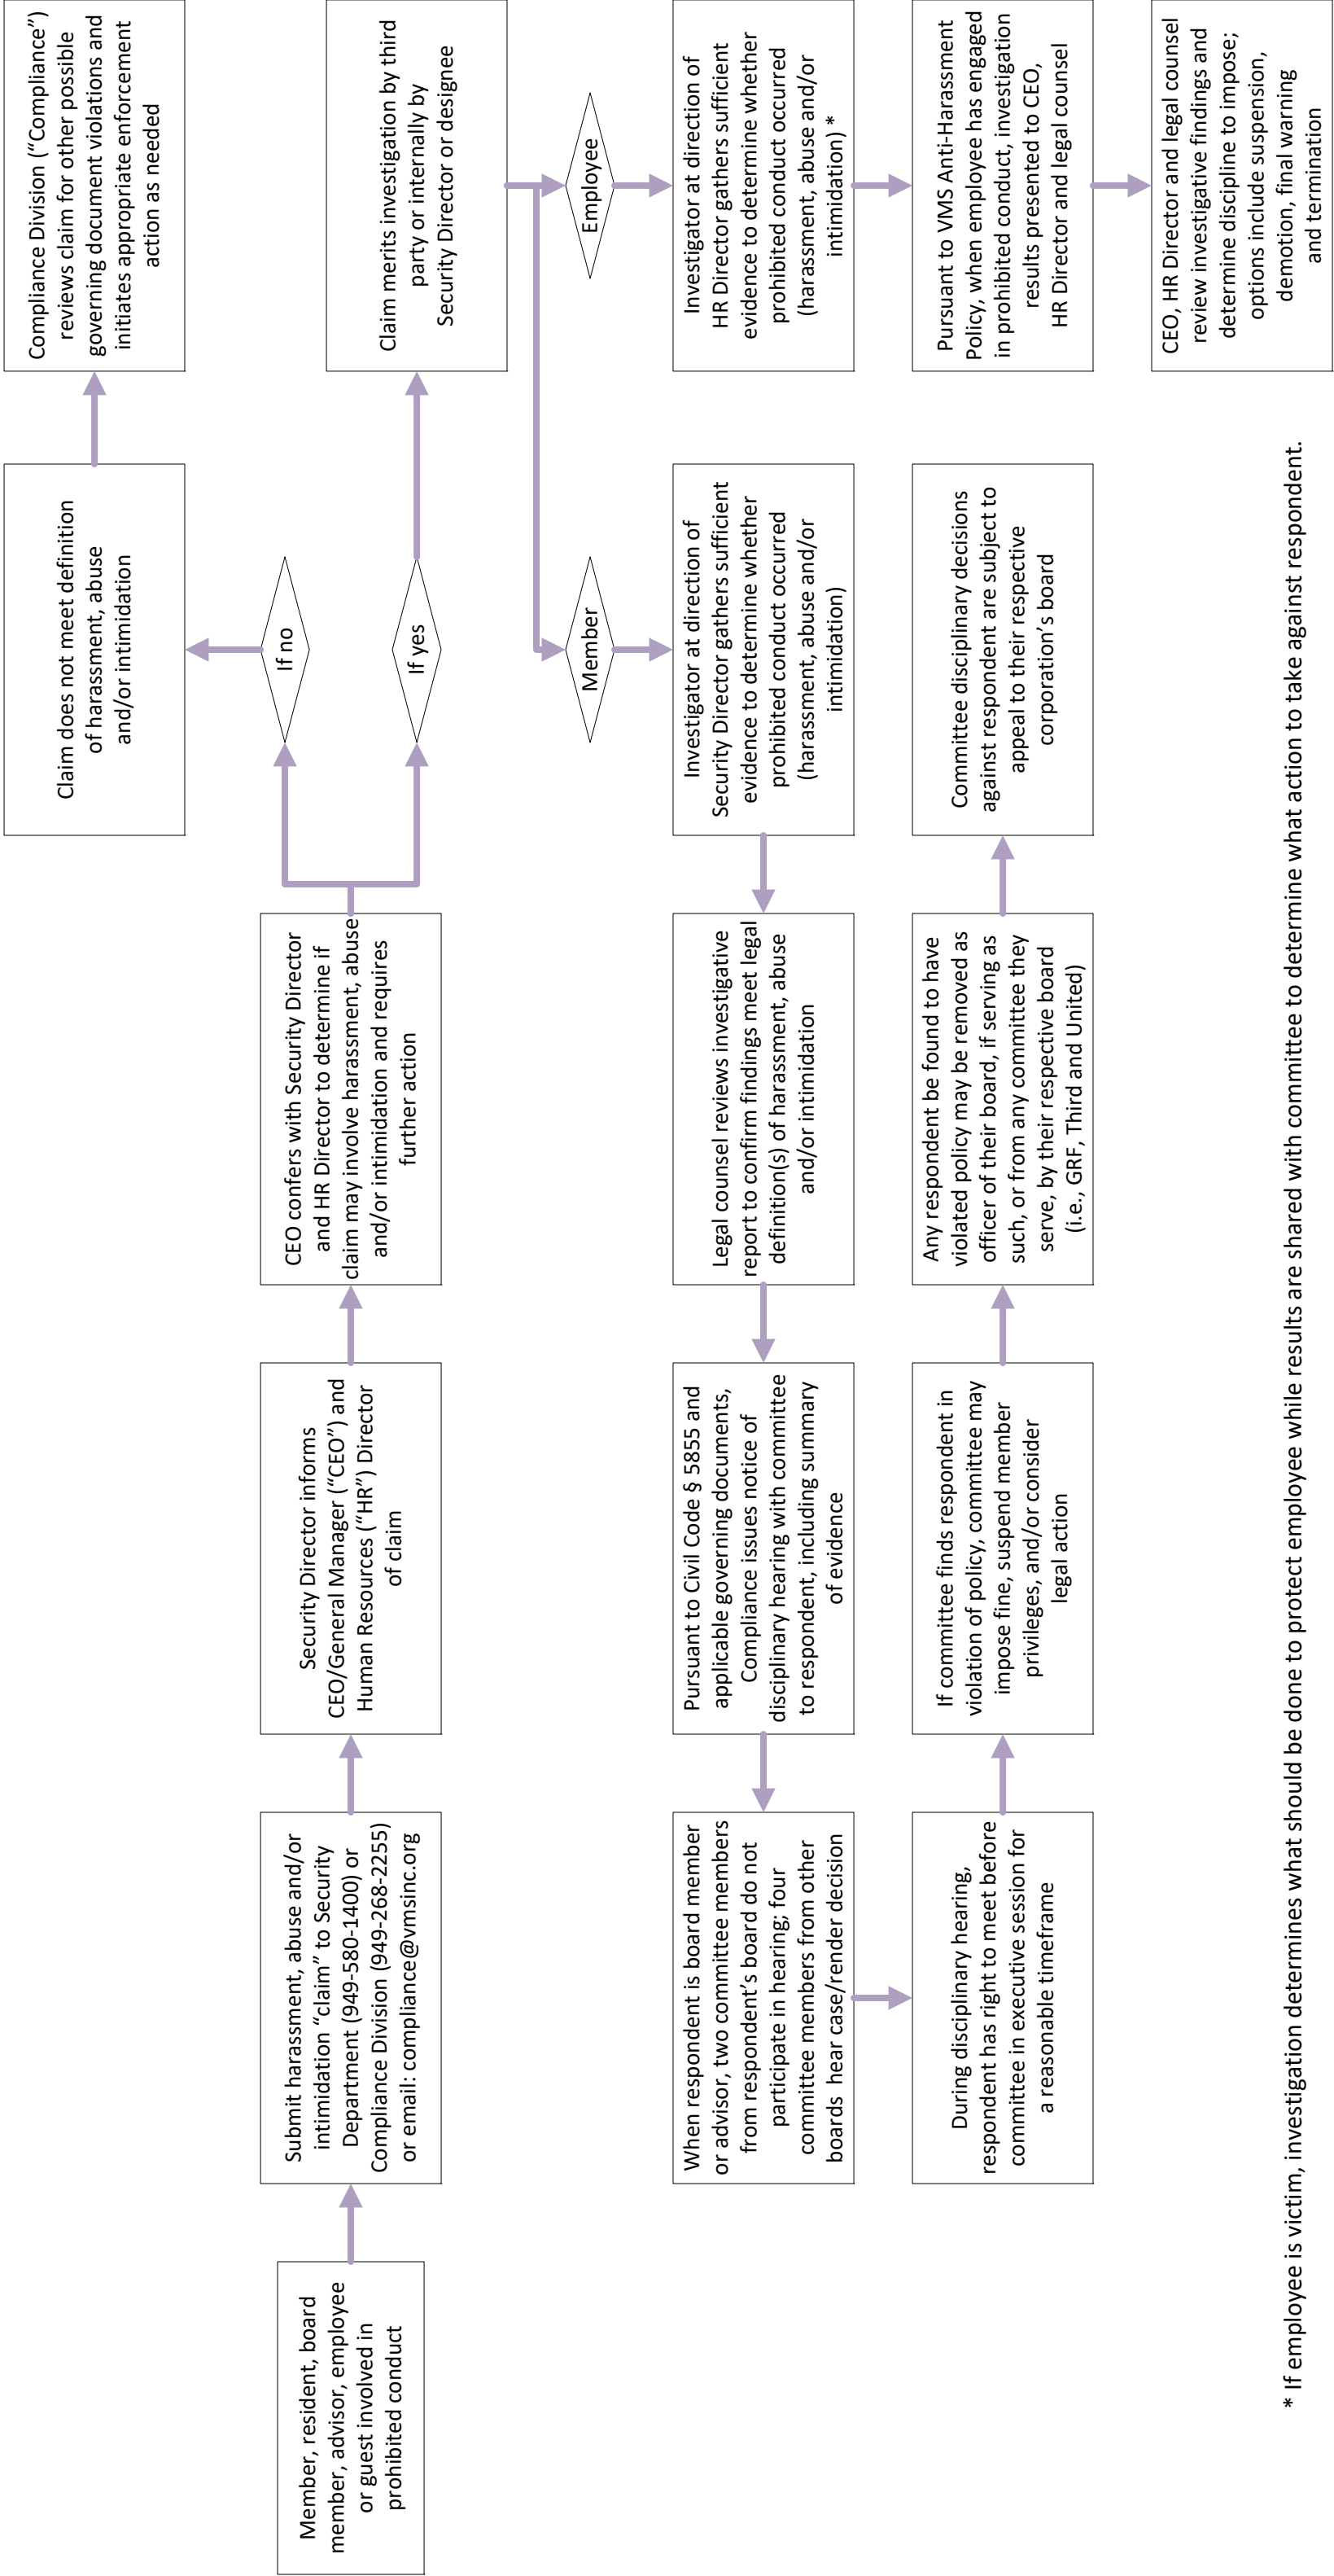 Member, resident, board
member, advisor, employee
or guest involved in
prohibited conduct
Submit harassment, abuse and/or
intimidation “claim” to Security
Department (949-580-1400) or
Compliance Division (949-268-2255)
or email: compliance@vmsinc.org
Security Director informs
CEO/General Manager (“CEO”) and
Human Resources (“HR”) Director
of claim
CEO confers with Security Director
and HR Director to determine if
claim may involve harassment, abuse
and/or intimidation and requires
further action
If no
Claim does not meet definition
of harassment, abuse
and/or intimidation
Compliance Division (“Compliance”)
reviews claim for other possible
governing document violations and
initiates appropriate enforcement
action as needed
If yes
Claim merits investigation by third
party or internally by
Security Director or designee
Member
Investigator at direction of
Security Director gathers sufficient
evidence to determine whether
prohibited conduct occurred
(harassment, abuse and/or
intimidation)
Legal counsel reviews investigative
report to confirm findings meet legal
definition(s) of harassment, abuse
and/or intimidation
Pursuant to Civil Code § 5855 and
applicable governing documents,
Compliance issues notice of
disciplinary hearing with committee
to respondent, including summary
of evidence
When respondent is board member
or advisor, two committee members
from respondent’s board do not
participate in hearing; four
committee members from other
boards hear case/render decision
During disciplinary hearing,
respondent has right to meet before
committee in executive session for
a reasonable timeframe
If committee finds respondent in
violation of policy, committee may
impose fine, suspend member
privileges, and/or consider
legal action
Any respondent be found to have
violated policy may be removed as
officer of their board, if serving as
such, or from any committee they
serve, by their respective board
(i.e., GRF, Third and United)
Committee disciplinary decisions
against respondent are subject to
appeal to their respective
corporation’s board
Employee
Investigator at direction of
HR Director gathers sufficient
evidence to determine whether
prohibited conduct occurred
(harassment, abuse and/or
intimidation) *
Pursuant to VMS Anti-Harassment
Policy, when employee has engaged
in prohibited conduct, investigation
results presented to CEO,
HR Director and legal counsel
CEO, HR Director and legal counsel
review investigative findings and
determine discipline to impose;
options include suspension,
demotion, final warning
and termination
* If employee is victim, investigation determines what should be done to protect employee while results are shared with committee to determine what action to take against respondent.